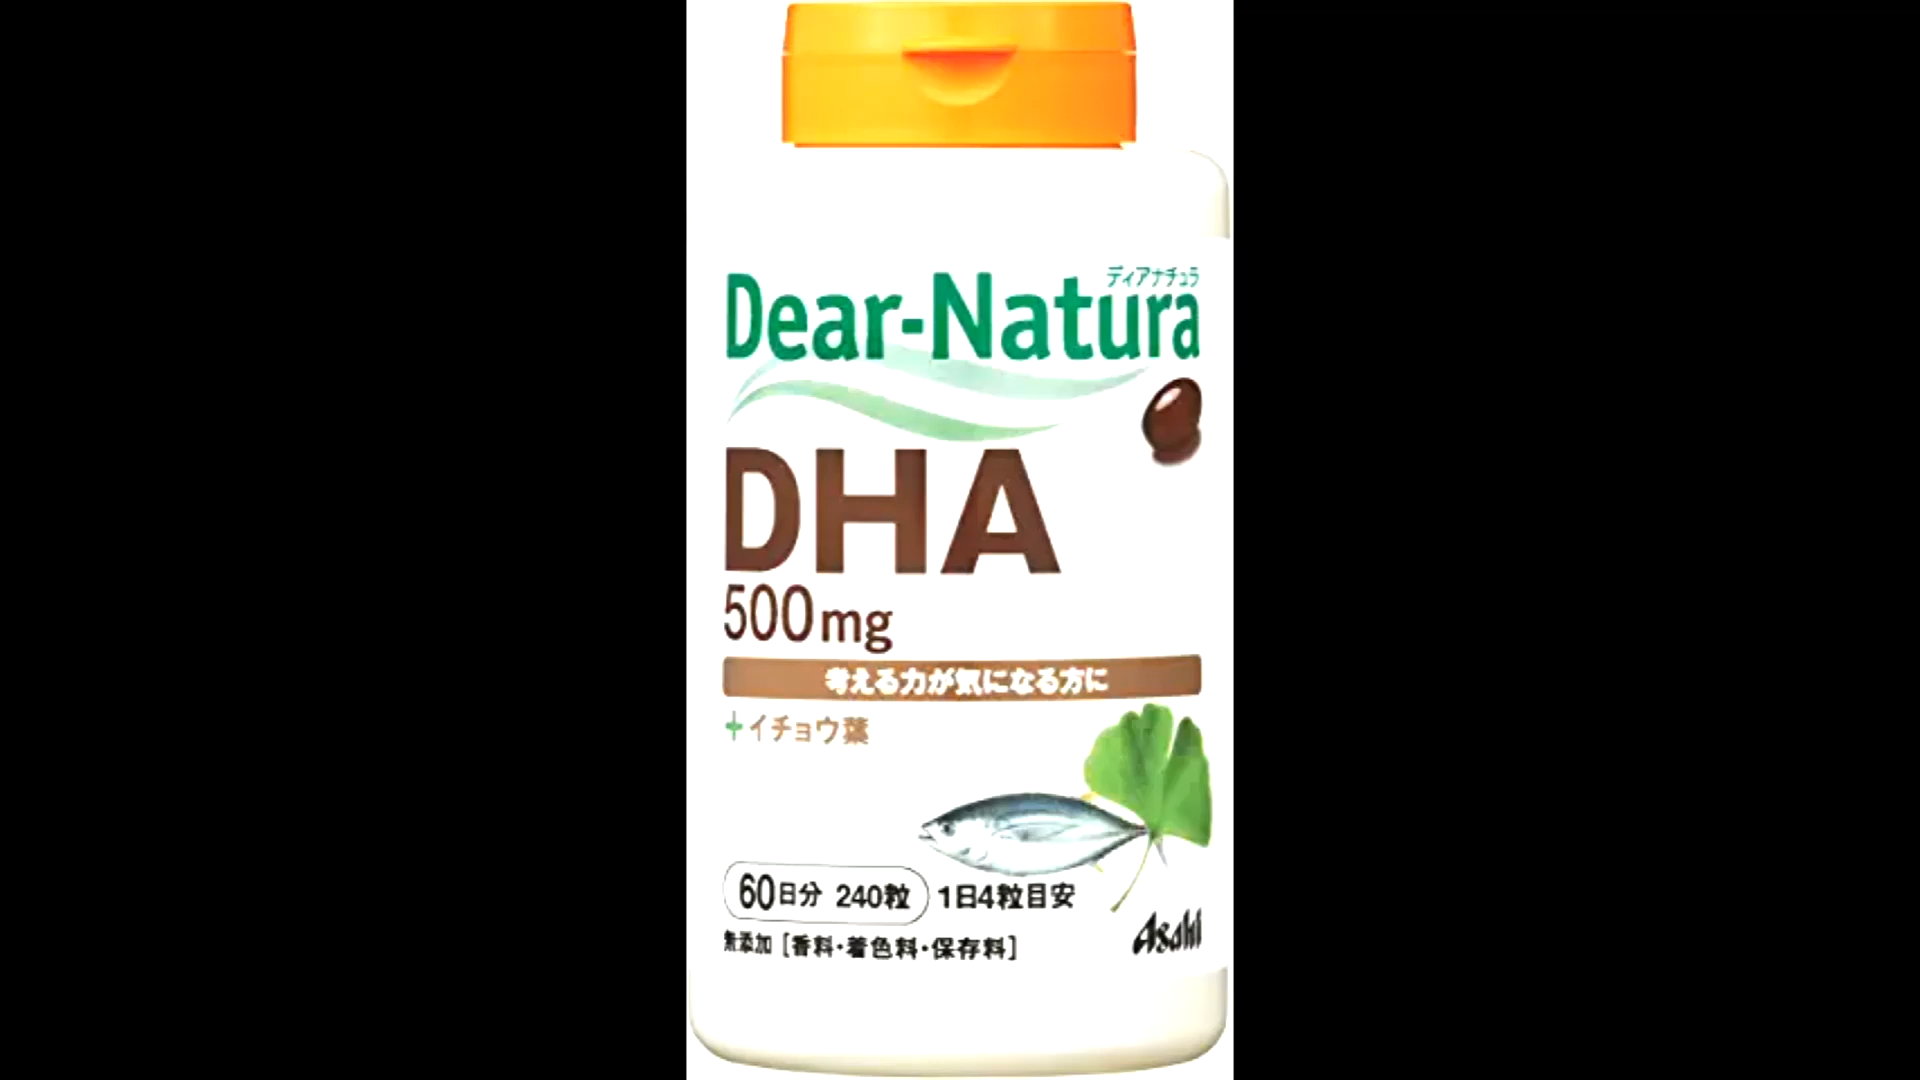 ディアナチュラ
Dear-Natura
DHA
500mg
考える力が気になる方に
+イチョウ葉
60日分 240粒 1日4粒目安
無添加 [香料・着色料・保存料]
Asahi